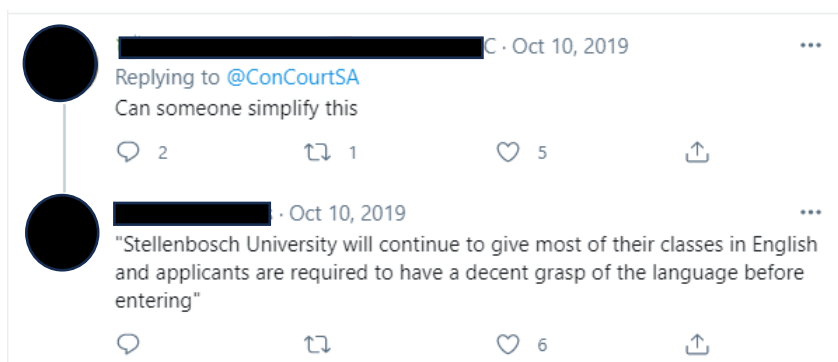 C · Oct 10, 2019
Replying to @ConCourtSA
Can someone simplify this
2 1 5
· Oct 10, 2019
"Stellenbosch University will continue to give most of their classes in English
and applicants are required to have a decent grasp of the language before
entering"
6